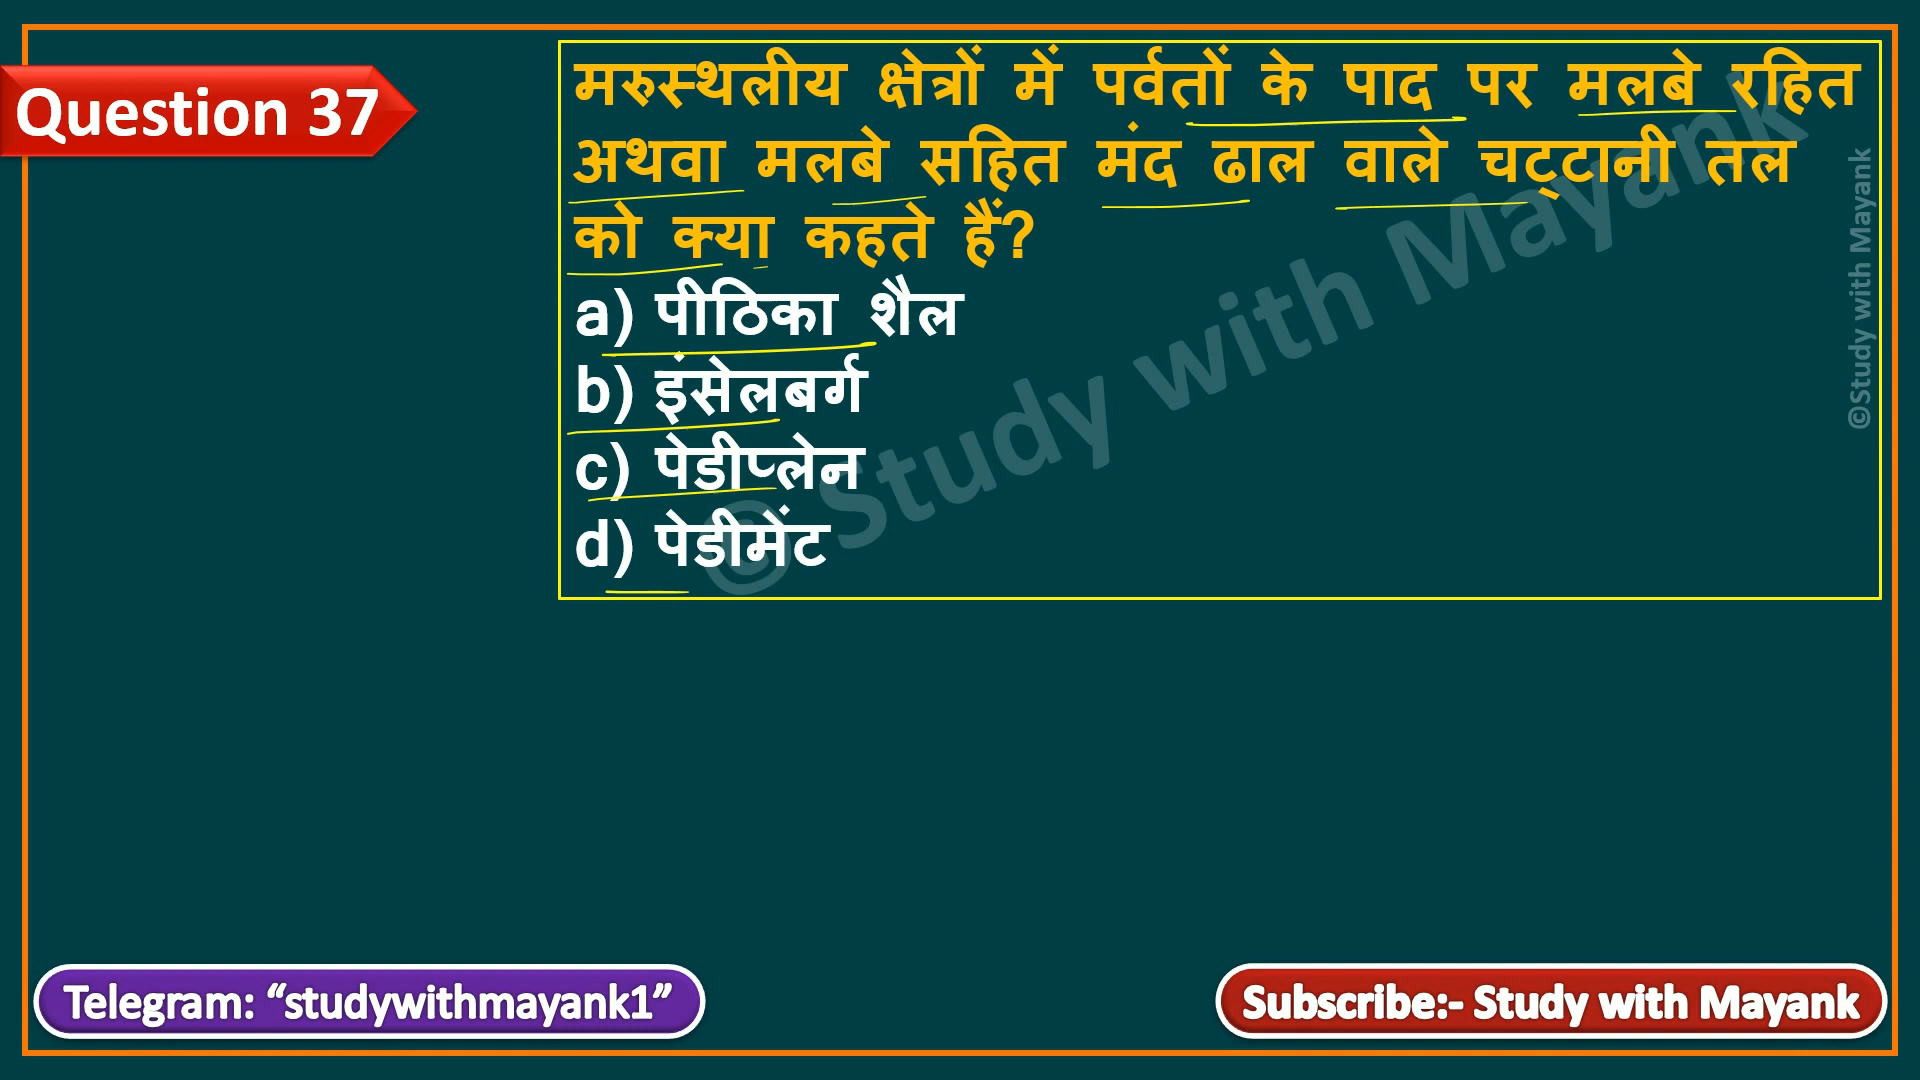 Question 37
मरुस्थलीय क्षेत्रों में पर्वतों के पाद पर मलबे रहित
अथवा मलबे सहित मंद ढाल वाले चट्टानी तल
को क्या कहते हैं?
a) पीठिका शैल
b) इंसेलबर्ग
c) पेडीप्लेन
d) पेडीमेंट
© Study with Mayank
©Study with Mayank
Telegram: “studywithmayank1”
Subscribe:- Study with Mayank